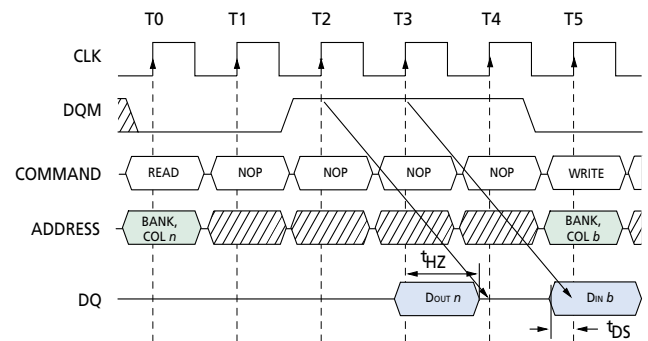 T0 T1 T2 T3 T4 T5
CLK
DQM
COMMAND READ NOP NOP NOP NOP WRITE
ADDRESS BANK, COL n BANK, COL b
tHZ
DQ DOUT n DIN b
tDS